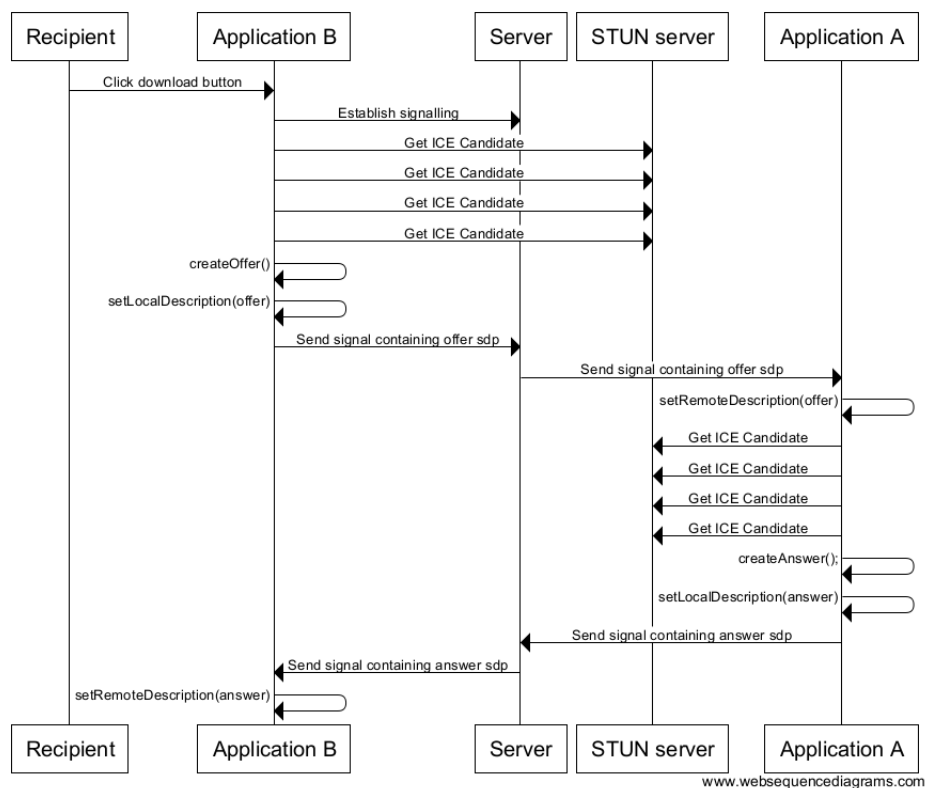 Recipient
Application B
Server
STUN server
Application A
Click download button
Establish signalling
Get ICE Candidate
Get ICE Candidate
Get ICE Candidate
Get ICE Candidate
createOffer()
setLocalDescription(offer)
Send signal containing offer sdp
Send signal containing offer sdp
setRemoteDescription(offer)
Get ICE Candidate
Get ICE Candidate
Get ICE Candidate
Get ICE Candidate
createAnswer();
setLocalDescription(answer)
Send signal containing answer sdp
Send signal containing answer sdp
setRemoteDescription(answer)
Recipient
Application B
Server
STUN server
Application A
www.websequencediagrams.com